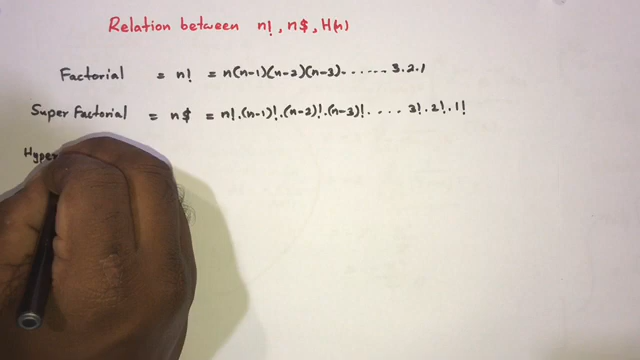 Relation between n!, n$, H(n)
Factorial = n! = n(n-1)(n-2)(n-3)....... 3.2.1
Super Factorial = n$ = n!.(n-1)!.(n-2)!.(n-3)!..... 3!.2!.1!
Hyper